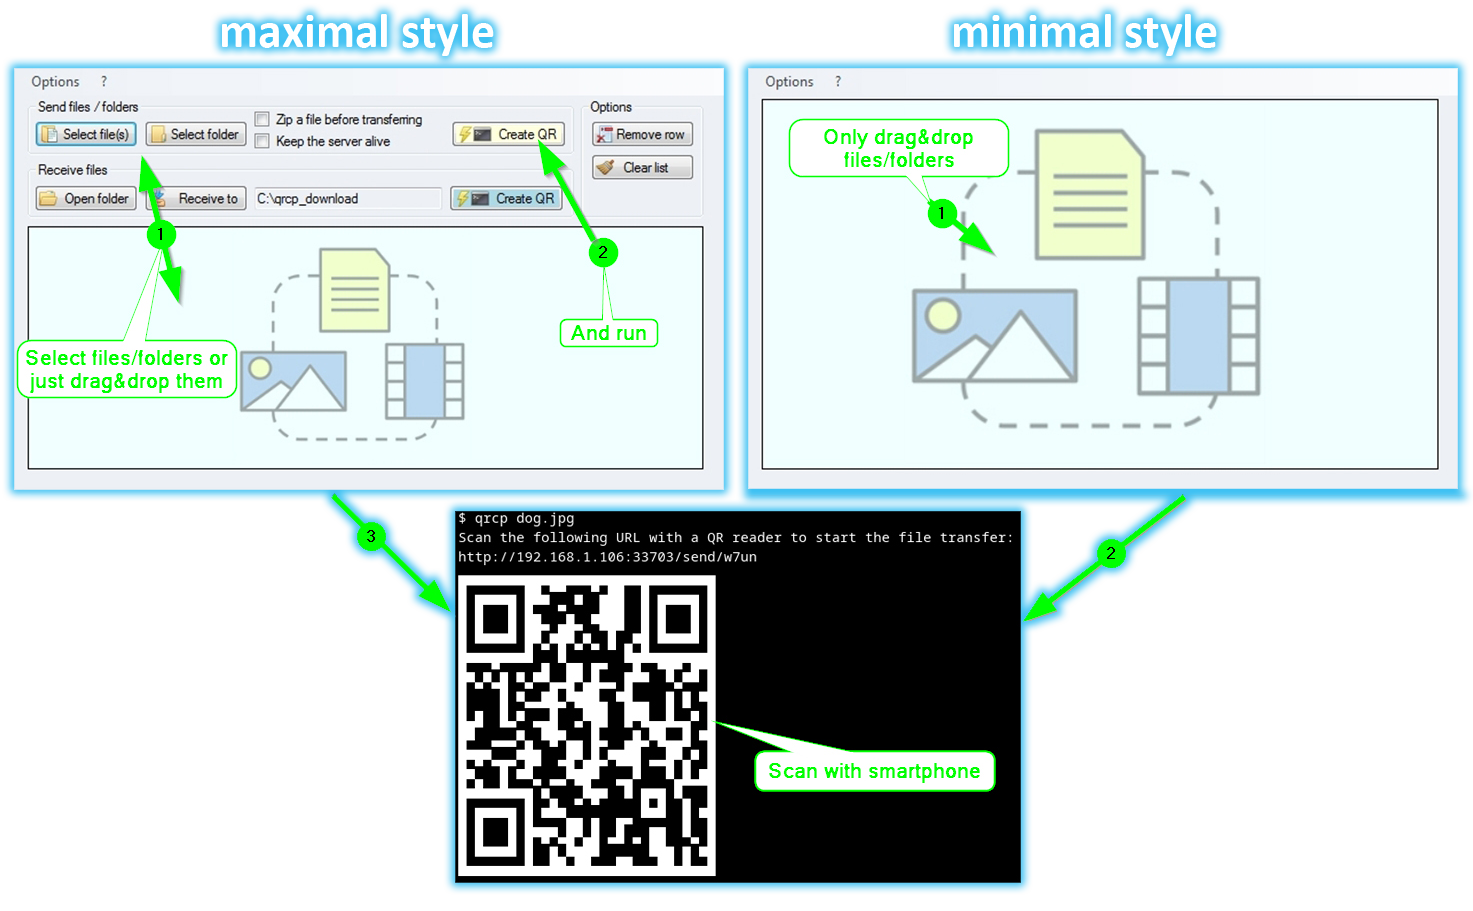 maximal style
minimal style
Options ?
Send files / folders
Select file(s)
Select folder
Zip a file before transferring
Keep the server alive
Create QR
Options
Remove row
Clear list
Receive files
Open folder
Receive to
C:\qrcp_download
Create QR
1
2
And run
Select files/folders or
just drag&drop them
Options ?
Only drag&drop
files/folders
1
3
2
$ qrcp dog.jpg
Scan the following URL with a QR reader to start the file transfer:
http://192.168.1.106:33703/send/w7un
Scan with smartphone